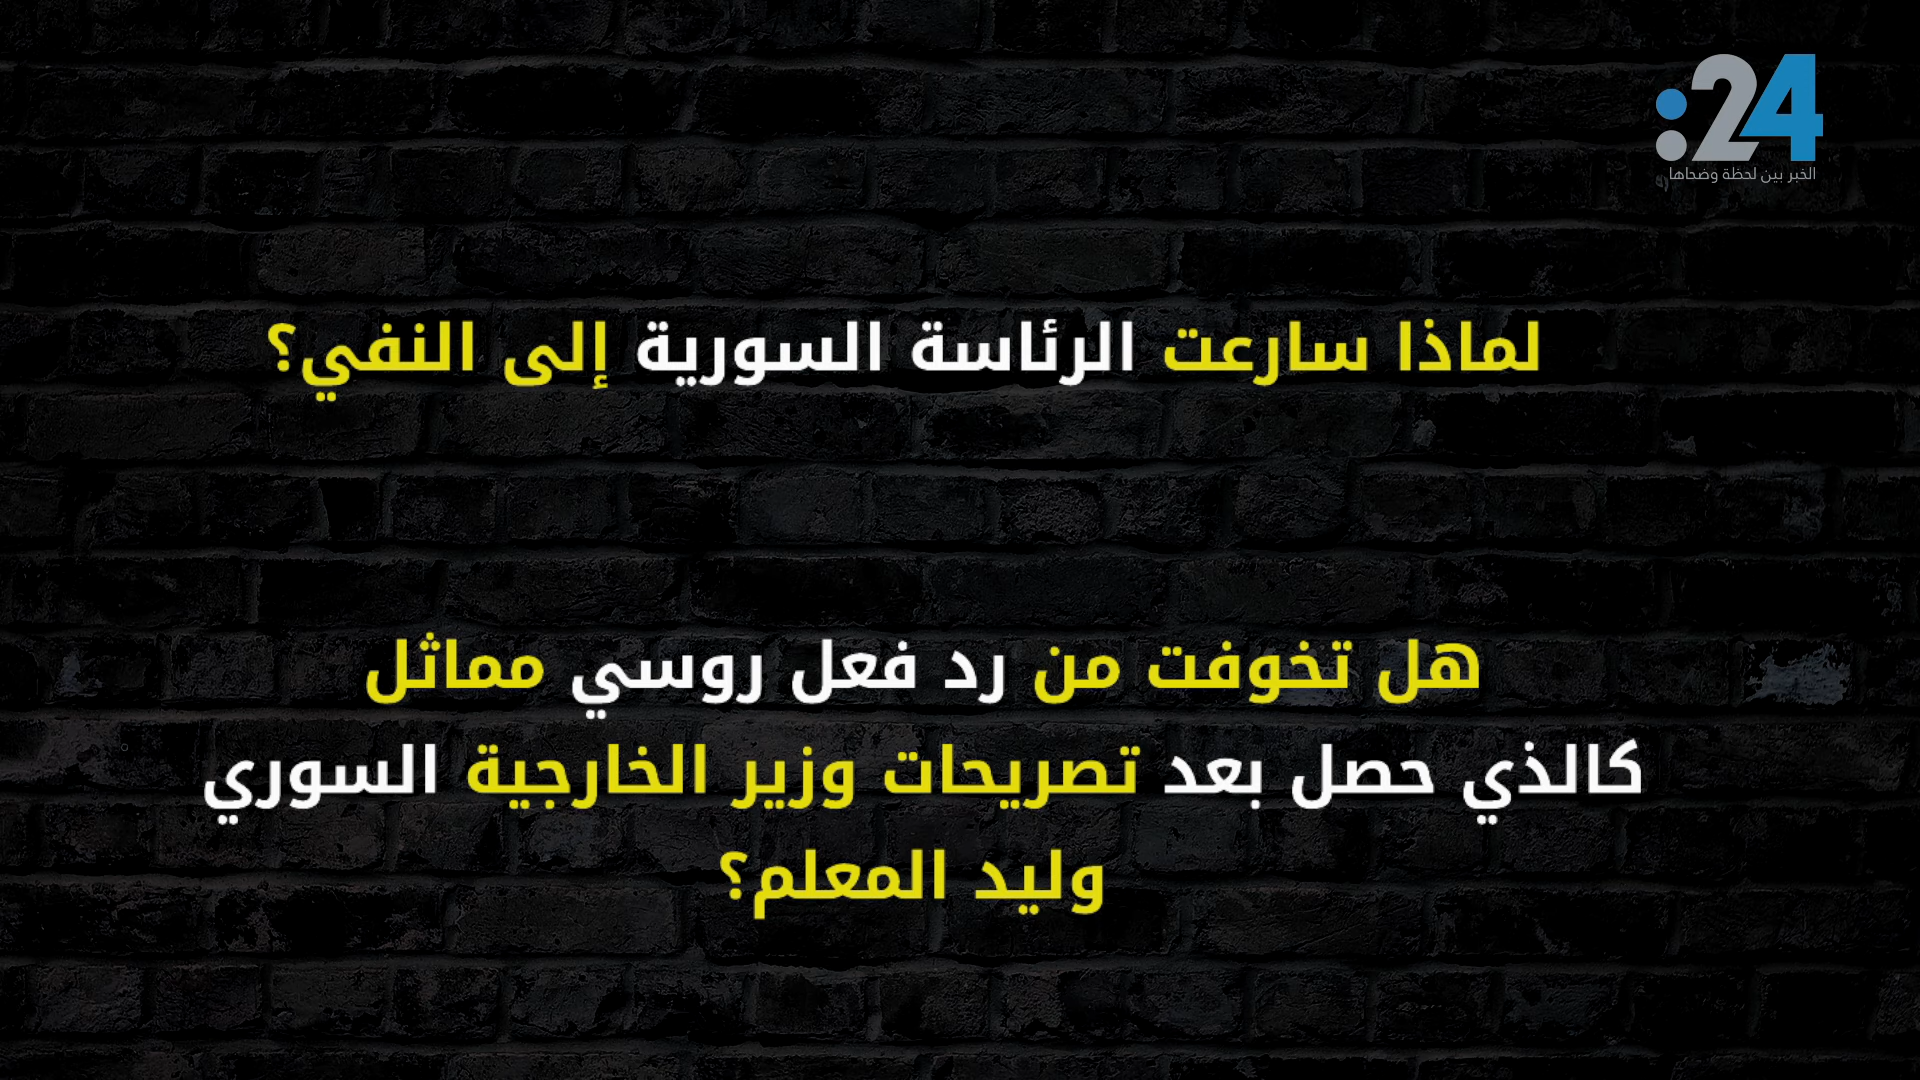 :24
الخبر بين لحظة وضحاها
لماذا سارعت الرئاسة السورية إلى النفي؟
هل تخوفت من رد فعل روسي مماثل
كالذي حصل بعد تصريحات وزير الخارجية السوري
وليد المعلم؟